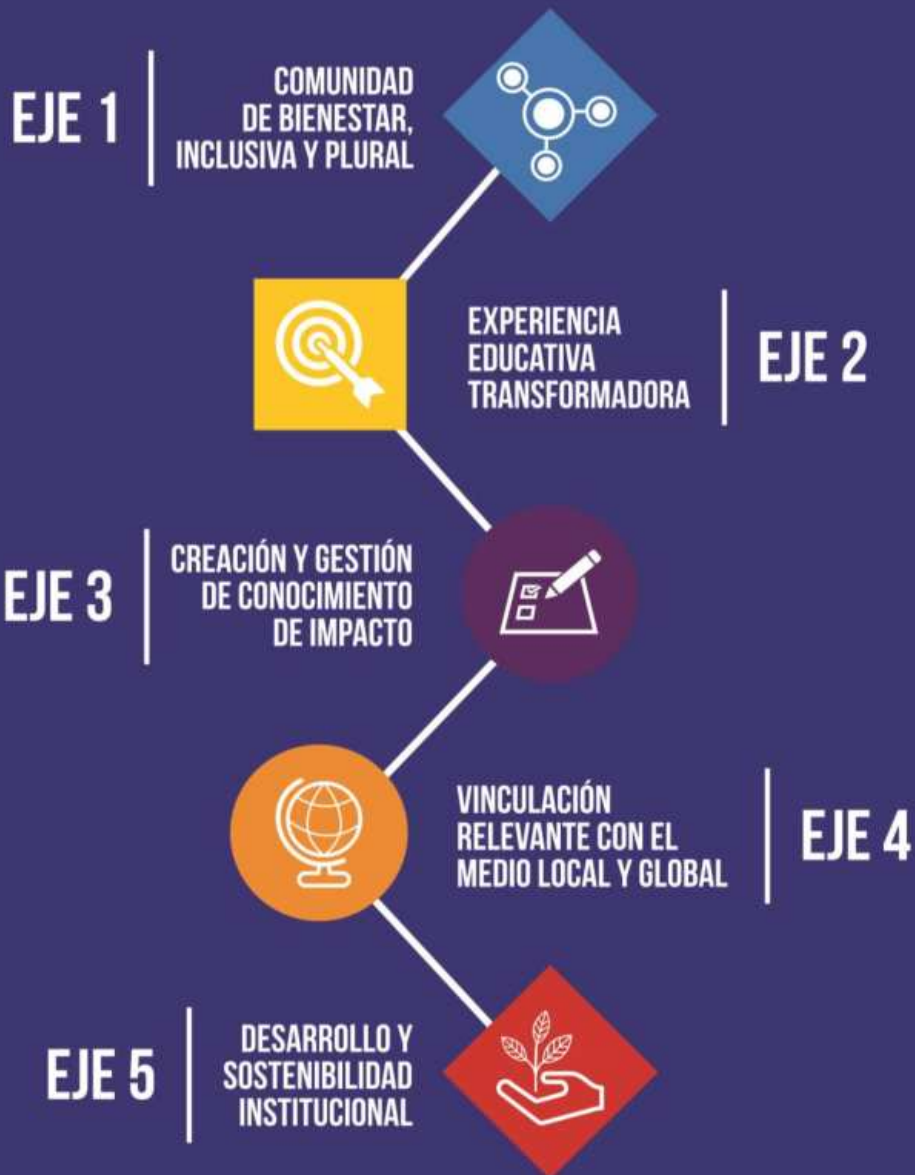 EJE 1
COMUNIDAD
DE BIENESTAR,
INCLUSIVA Y PLURAL
EXPERIENCIA
EDUCATIVA
TRANSFORMADORA
EJE 2
EJE 3
CREACIÓN Y GESTIÓN
DE CONOCIMIENTO
DE IMPACTO
VINCULACIÓN
RELEVANTE CON EL
MEDIO LOCAL Y GLOBAL
EJE 4
EJE 5
DESARROLLO Y
SOSTENIBILIDAD
INSTITUCIONAL